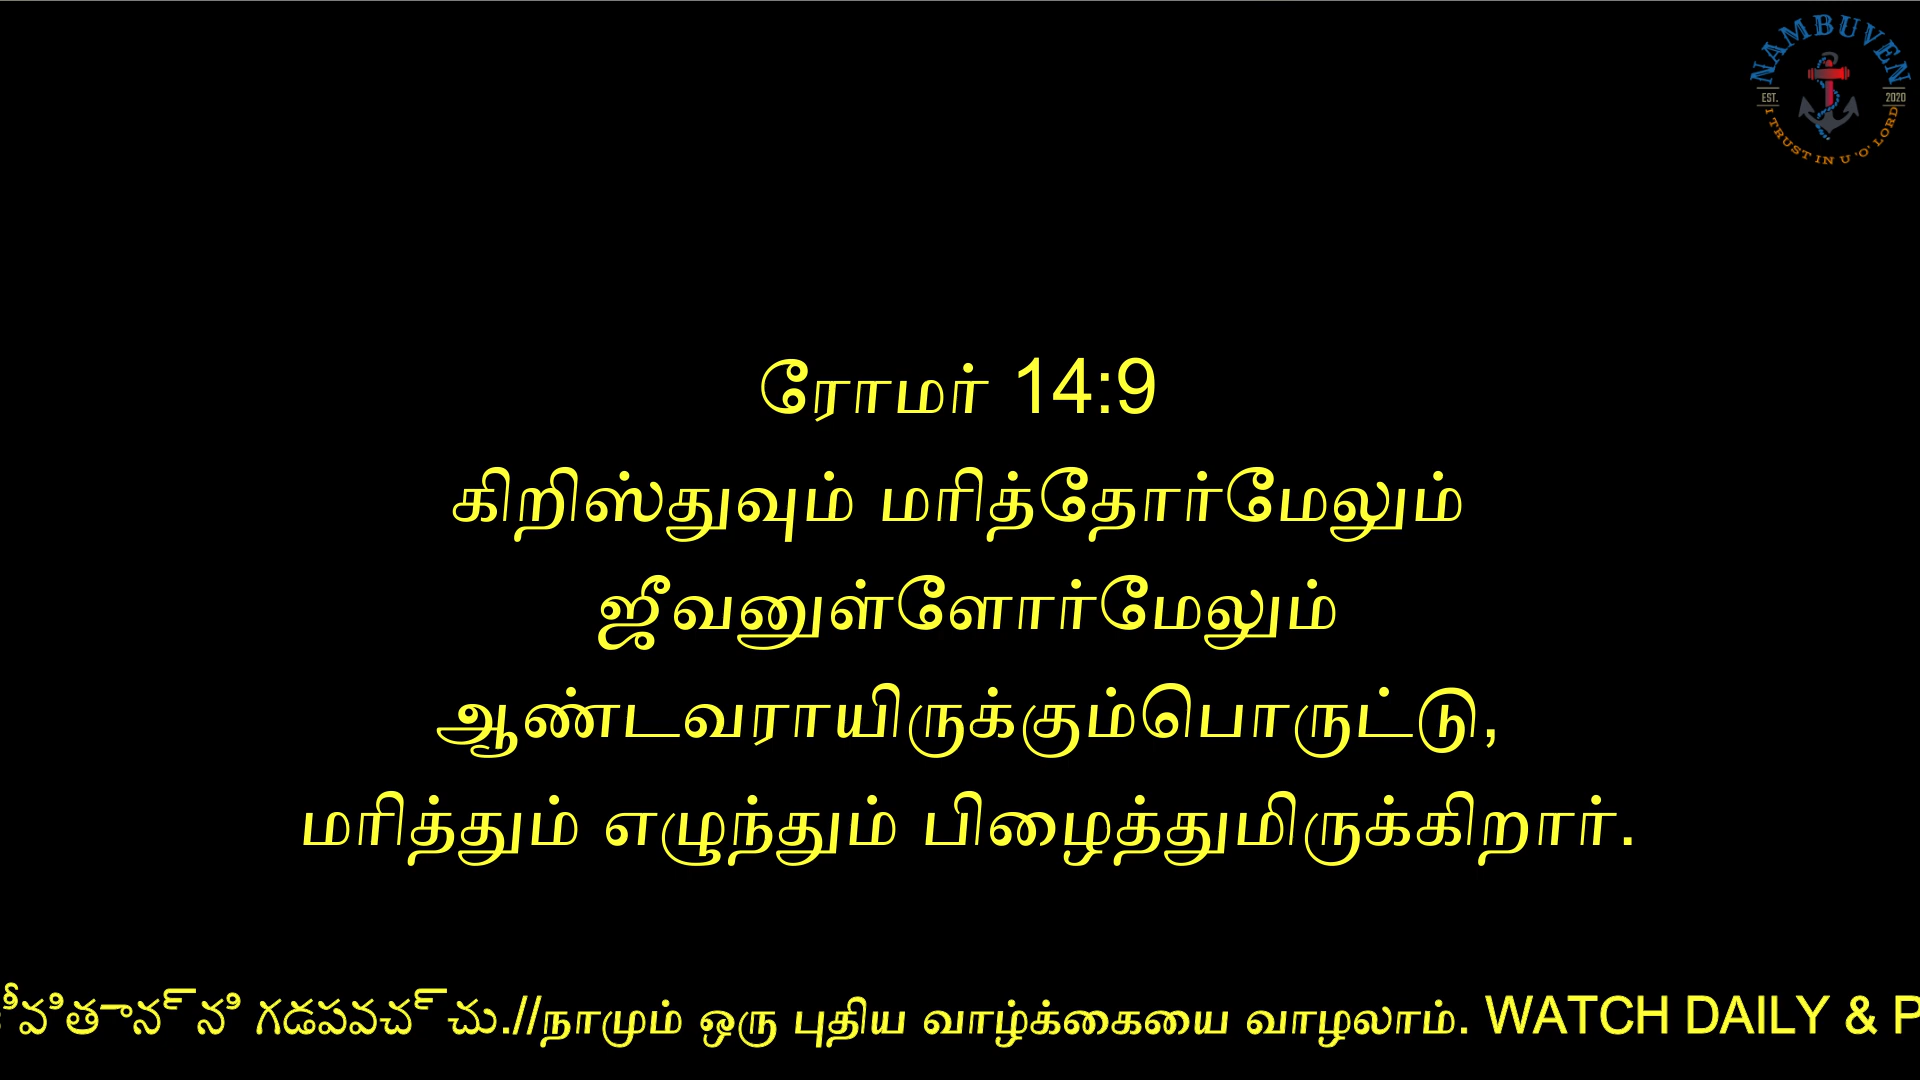 NAMBUVEN
EST. 2020
I TRUST IN U 'O' LORD
ரோமர் 14:9
கிறிஸ்துவும் மரித்தோர்மேலும்
ஜீவனுள்ளோர்மேலும்
ஆண்டவராயிருக்கும்பொருட்டு,
மரித்தும் எழுந்தும் பிழைத்துமிருக்கிறார்.
గడపవచ్చు.//நாமும் ஒரு புதிய வாழ்க்கையை வாழலாம். WATCH DAILY & P